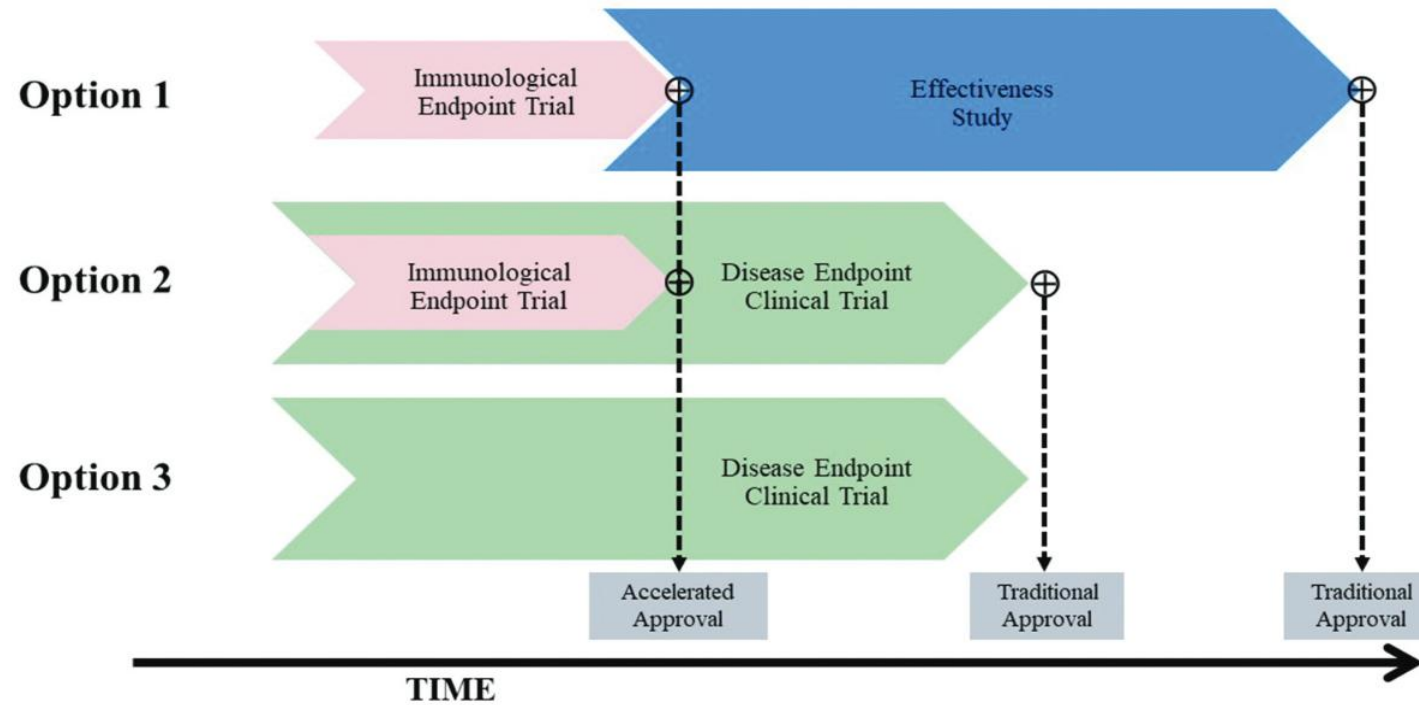 Option 1
Immunological
Endpoint Trial
Effectiveness
Study
Option 2
Immunological
Endpoint Trial
Disease Endpoint
Clinical Trial
Option 3
Disease Endpoint
Clinical Trial
Accelerated
Approval
Traditional
Approval
Traditional
Approval
TIME